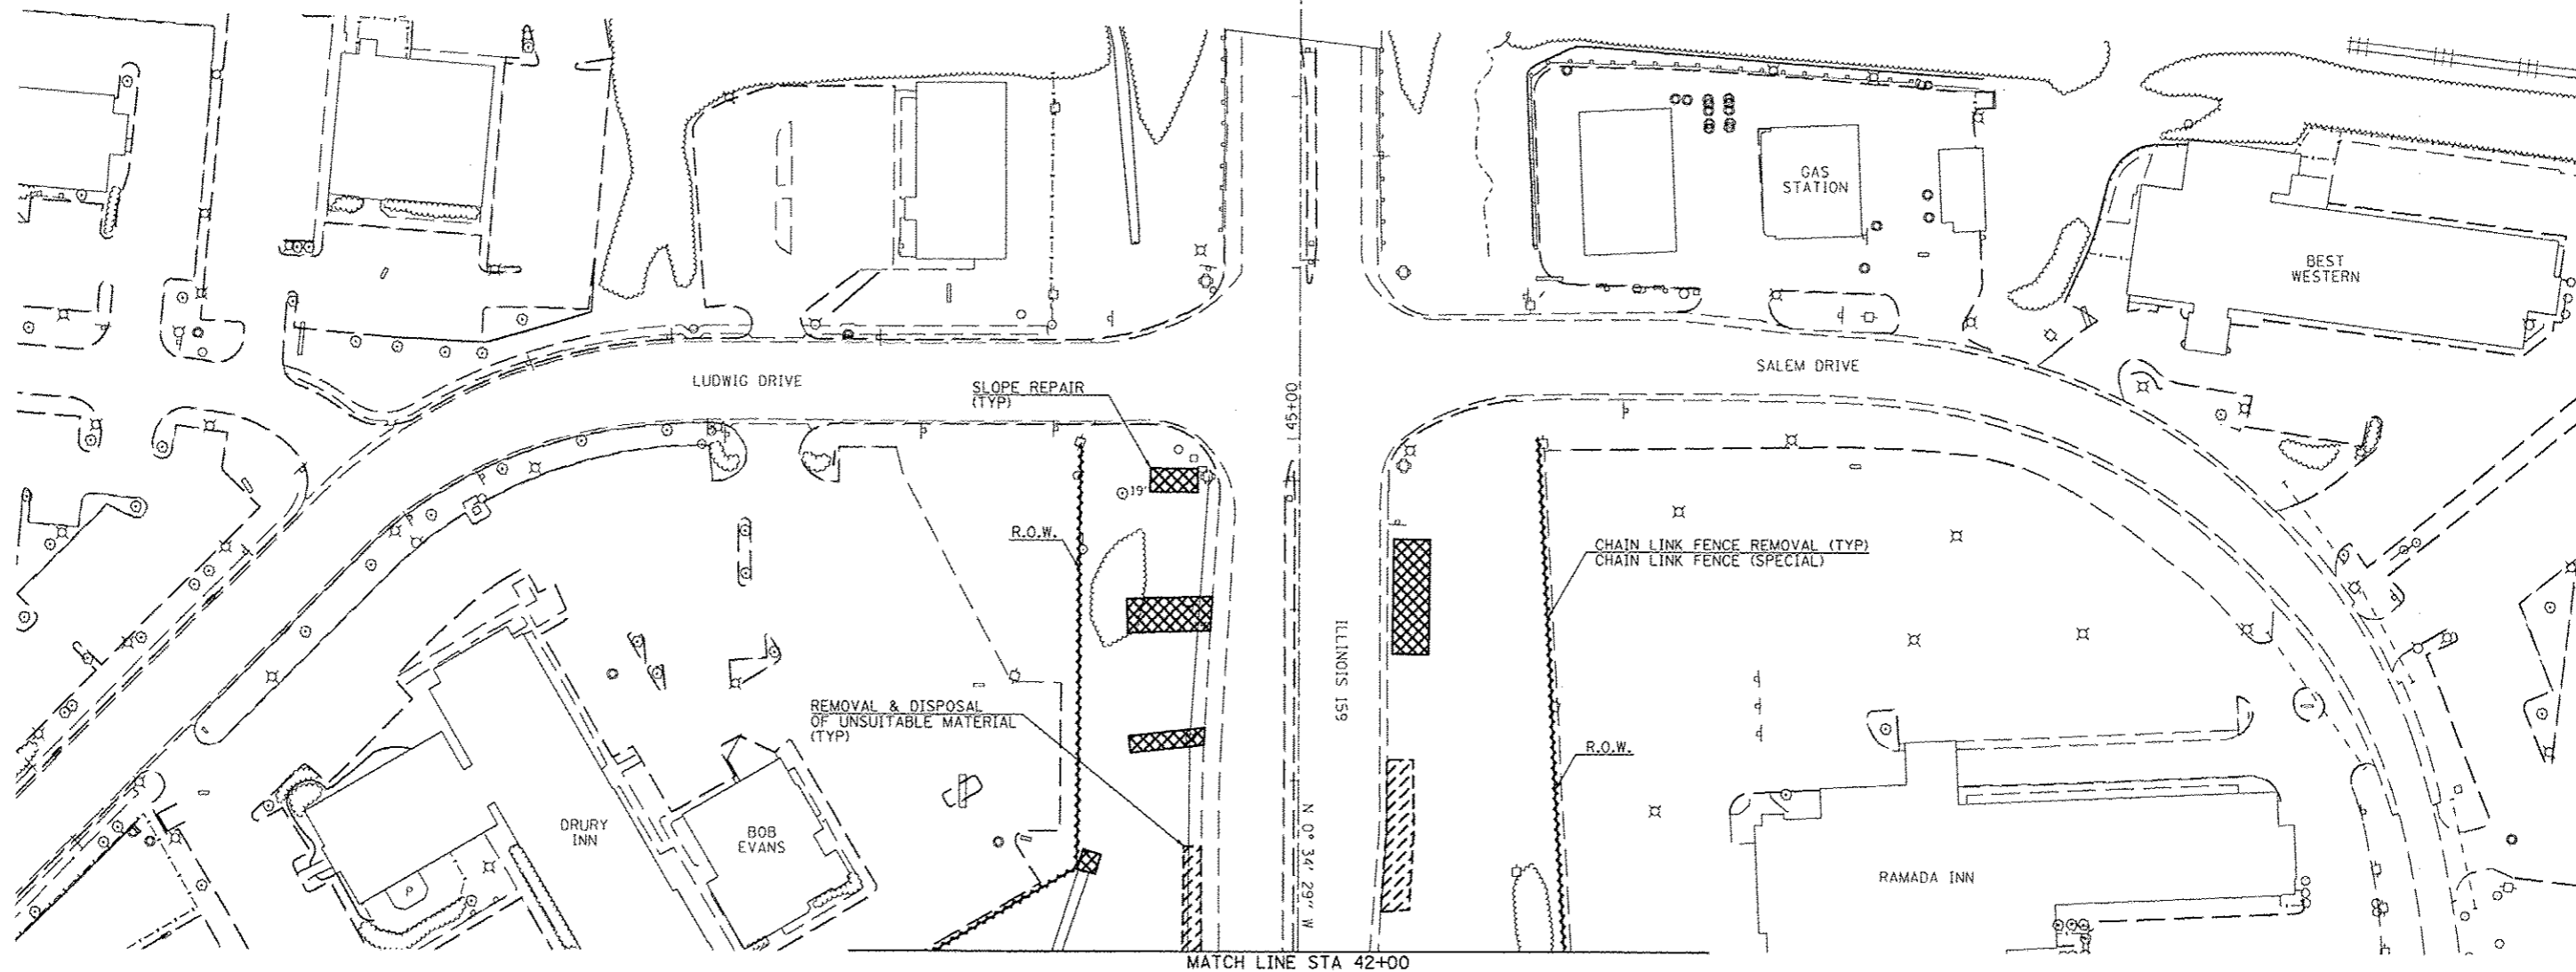 GAS
STATION
BEST
WESTERN
LUDWIG DRIVE
SALEM DRIVE
SLOPE REPAIR
(TYP)
45+00
19'
R.O.W.
CHAIN LINK FENCE REMOVAL (TYP)
CHAIN LINK FENCE (SPECIAL)
ILLINOIS 159
REMOVAL & DISPOSAL
OF UNSUITABLE MATERIAL
(TYP)
R.O.W.
N 0° 34' 29" W
DRURY
INN
BOB
EVANS
P
RAMADA INN
MATCH LINE STA 42+00